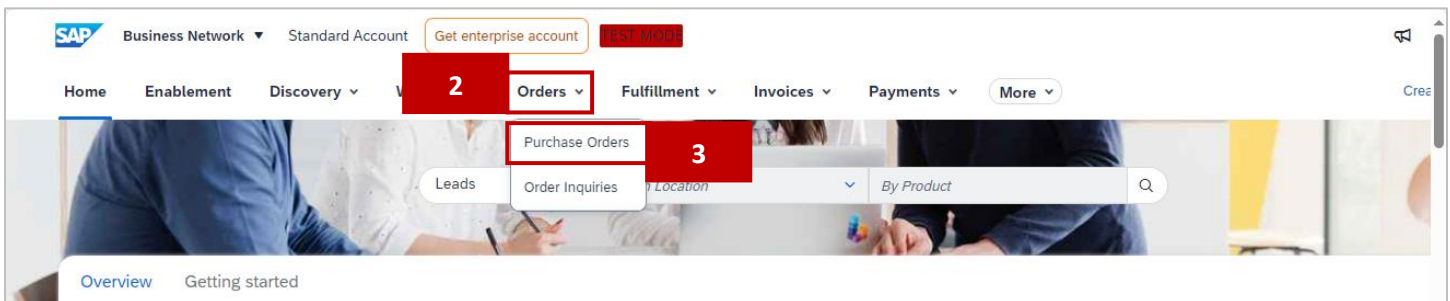 SAP Business Network ▼ Standard Account Get enterprise account TEST MODE
Home Enablement Discovery 2 Orders Fulfillment Invoices Payments More
Purchase Orders 3
Leads Location By Product
Order Inquiries
Overview Getting started